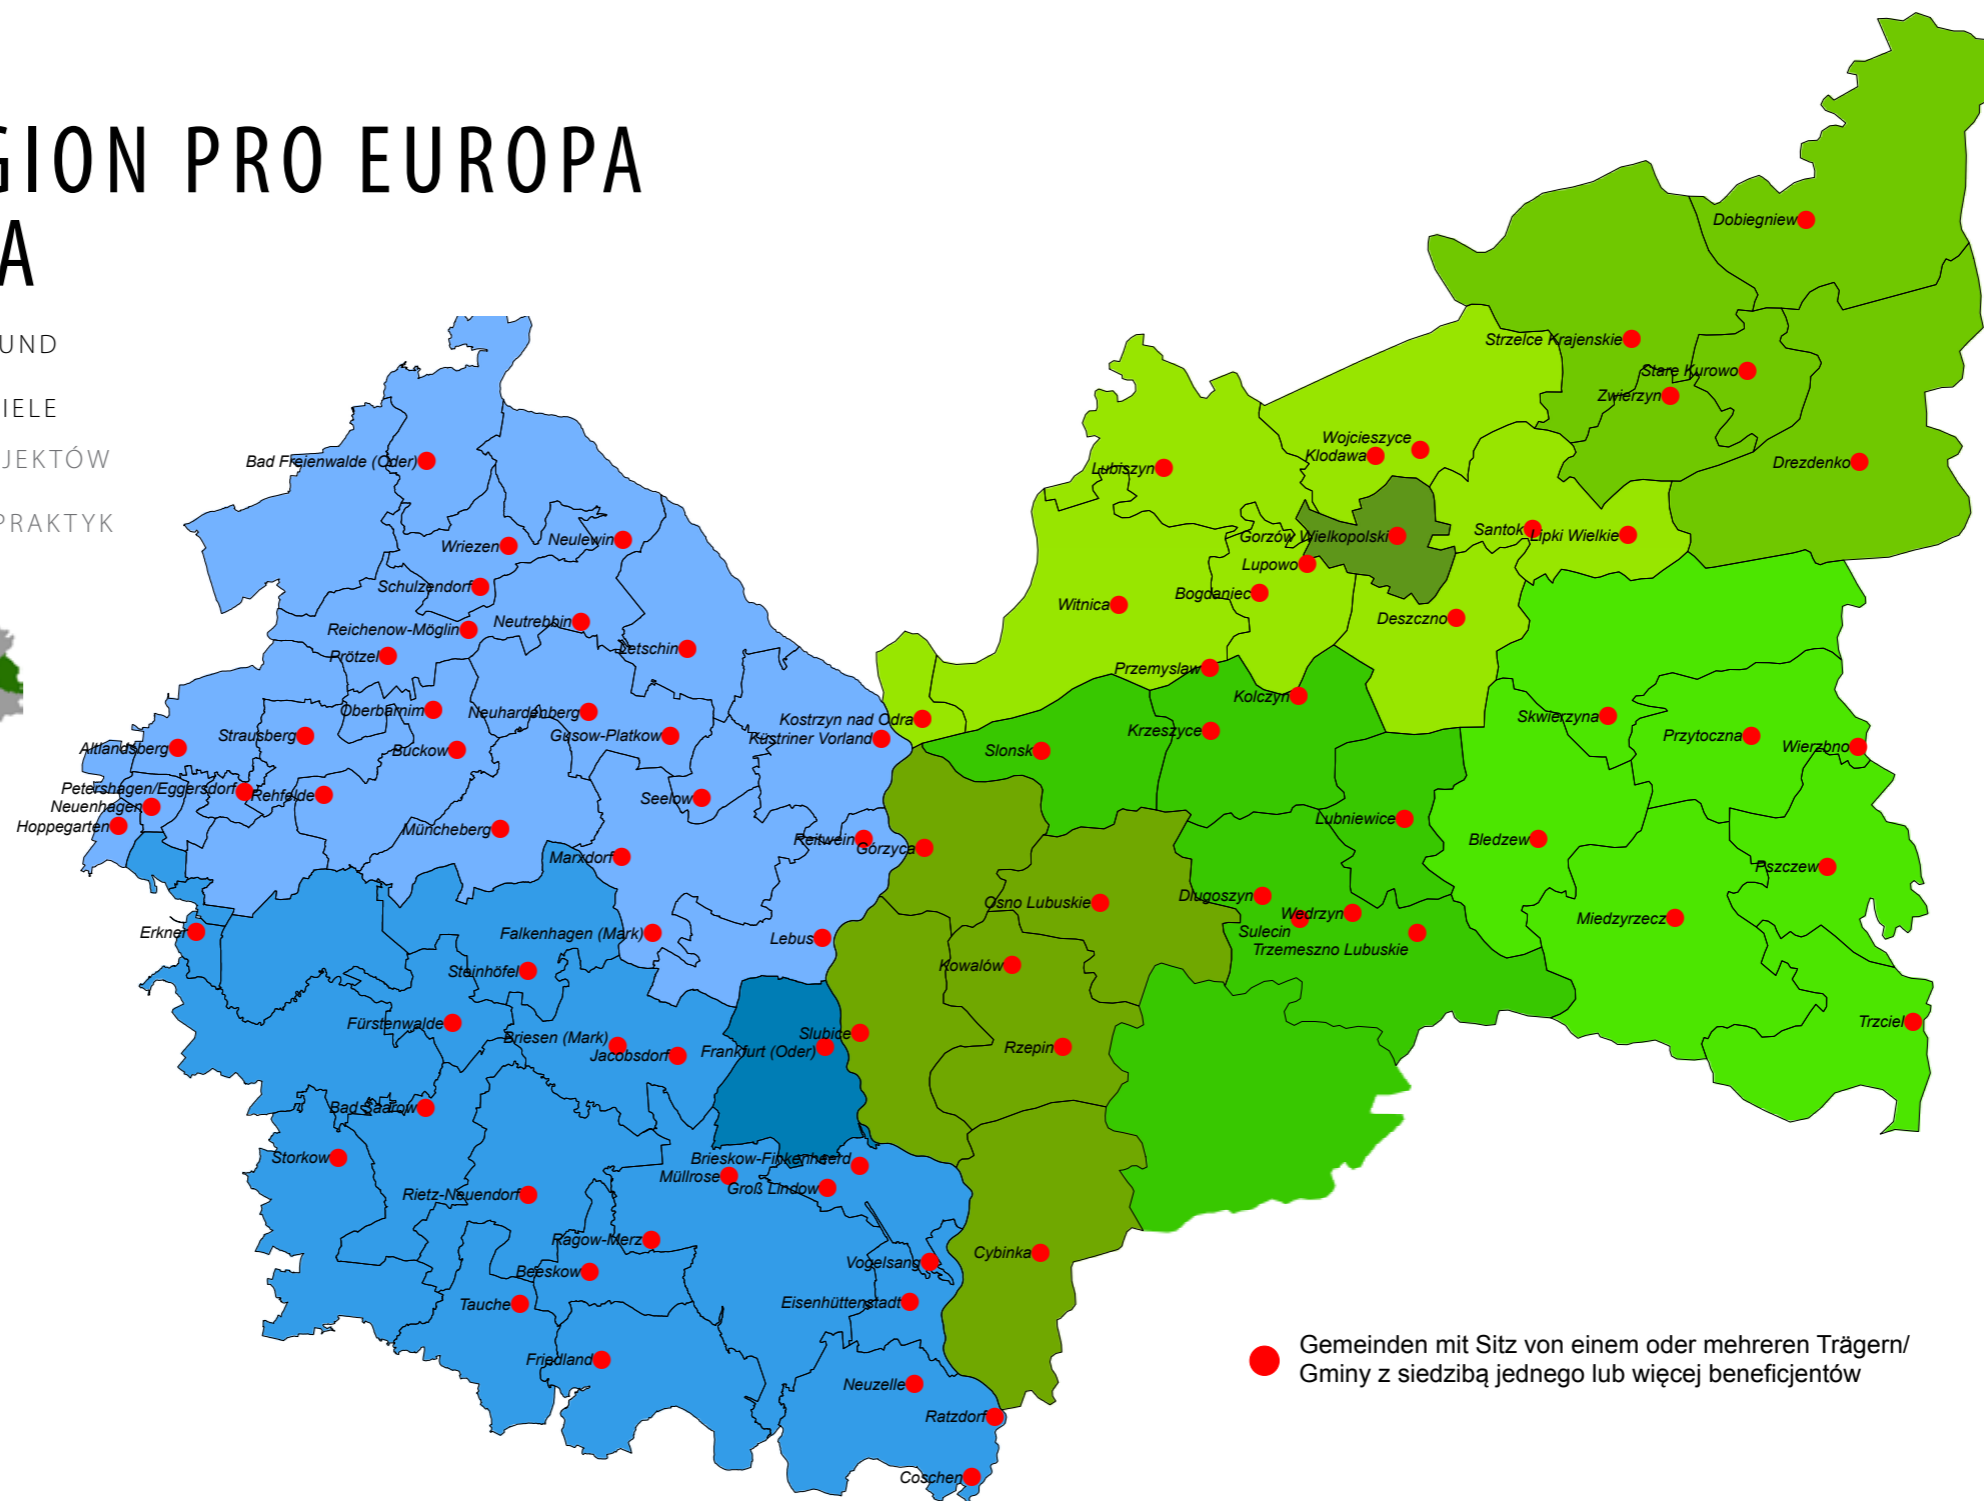 GION PRO EUROPA
A
UND
IELE
JEKTÓW
PRAKTYK
Dobiegniew
Strzelce Krajenskie
Stare Kurowo
Zwierzyn
Wojcieszyce
Klodawa
Lubiszyn
Drezdenko
Bad Freienwalde (Oder)
Gorzów Wielkopolski
Santok
Lipki Wielkie
Wriezen
Neulewin
Lupowo
Schulzendorf
Bogdaniec
Witnica
Deszczno
Reichenow-Möglin
Neutrebbin
Letschin
Prötzel
Przemyslaw
Kolczyn
Oberbarnim
Neuhardenberg
Kostrzyn nad Odra
Skwierzyna
Strausberg
Gusow-Platkow
Küstriner Vorland
Krzeszyce
Przytoczna
Wierzbno
Altlandsberg
Buckow
Slonsk
Petershagen/Eggersdorf
Rehfelde
Neuenhagen
Seelow
Hoppegarten
Müncheberg
Reitwein
Górzyca
Lubniewice
Bledzew
Marxdorf
Pszczew
Osno Lubuskie
Dlugoszyn
Wedrzyn
Sulecin
Trzemeszno Lubuskie
Miedzyrzecz
Erkner
Falkenhagen (Mark)
Lebus
Steinhöfel
Kowalów
Fürstenwalde
Briesen (Mark)
Jacobsdorf
Frankfurt (Oder)
Slubice
Rzepin
Trzciel
Bad Saarow
Storkow
Brieskow-Finkenheerd
Müllrose
Groß Lindow
Rietz-Neuendorf
Ragow-Merz
Beeskow
Vogelsang
Cybinka
Tauche
Eisenhüttenstadt
Friedland
Neuzelle
Ratzdorf
Coschen
Gemeinden mit Sitz von einem oder mehreren Trägern/
Gminy z siedzibą jednego lub więcej beneficjentów